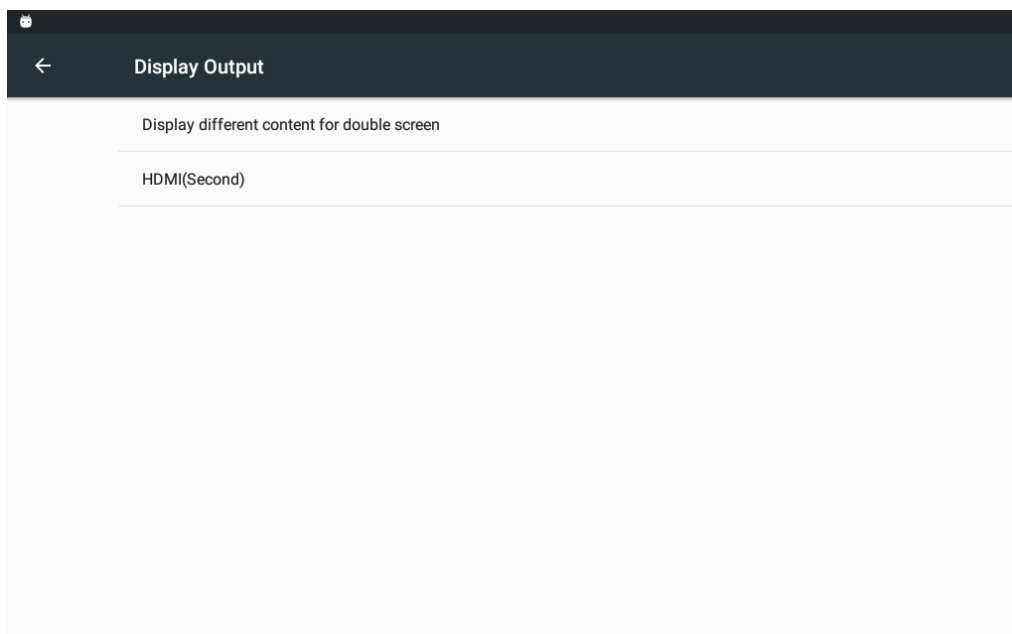 Display Output
Display different content for double screen
HDMI(Second)